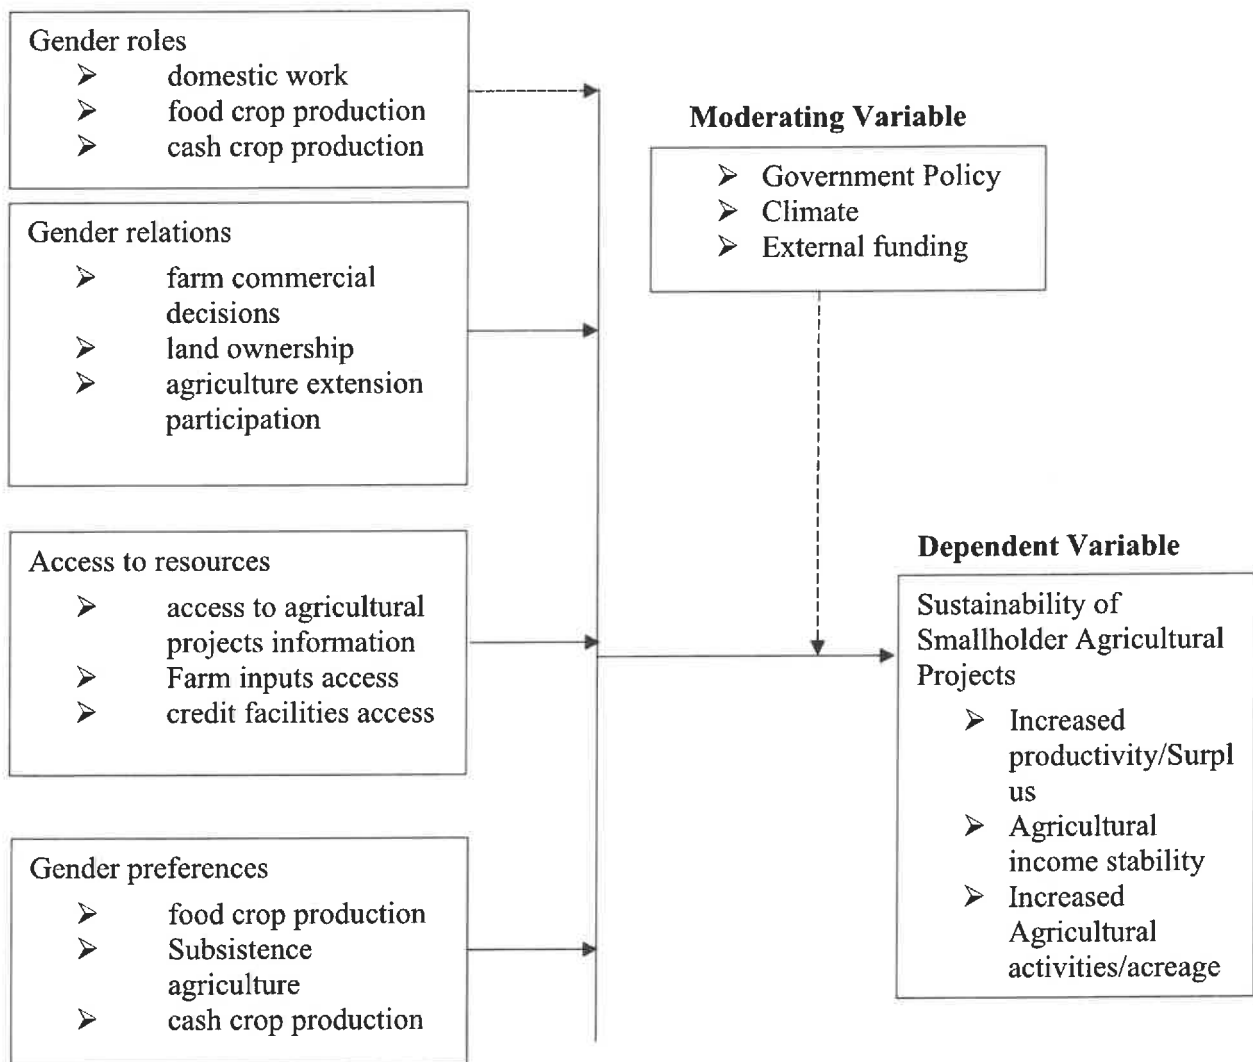 Gender roles
➢ domestic work
➢ food crop production
➢ cash crop production
Gender relations
➢ farm commercial
decisions
➢ land ownership
➢ agriculture extension
participation
Access to resources
➢ access to agricultural
projects information
➢ Farm inputs access
➢ credit facilities access
Gender preferences
➢ food crop production
➢ Subsistence
agriculture
➢ cash crop production
Moderating Variable
➢ Government Policy
➢ Climate
➢ External funding
Dependent Variable
Sustainability of
Smallholder Agricultural
Projects
➢ Increased
productivity/Surpl
us
➢ Agricultural
income stability
➢ Increased
Agricultural
activities/acreage